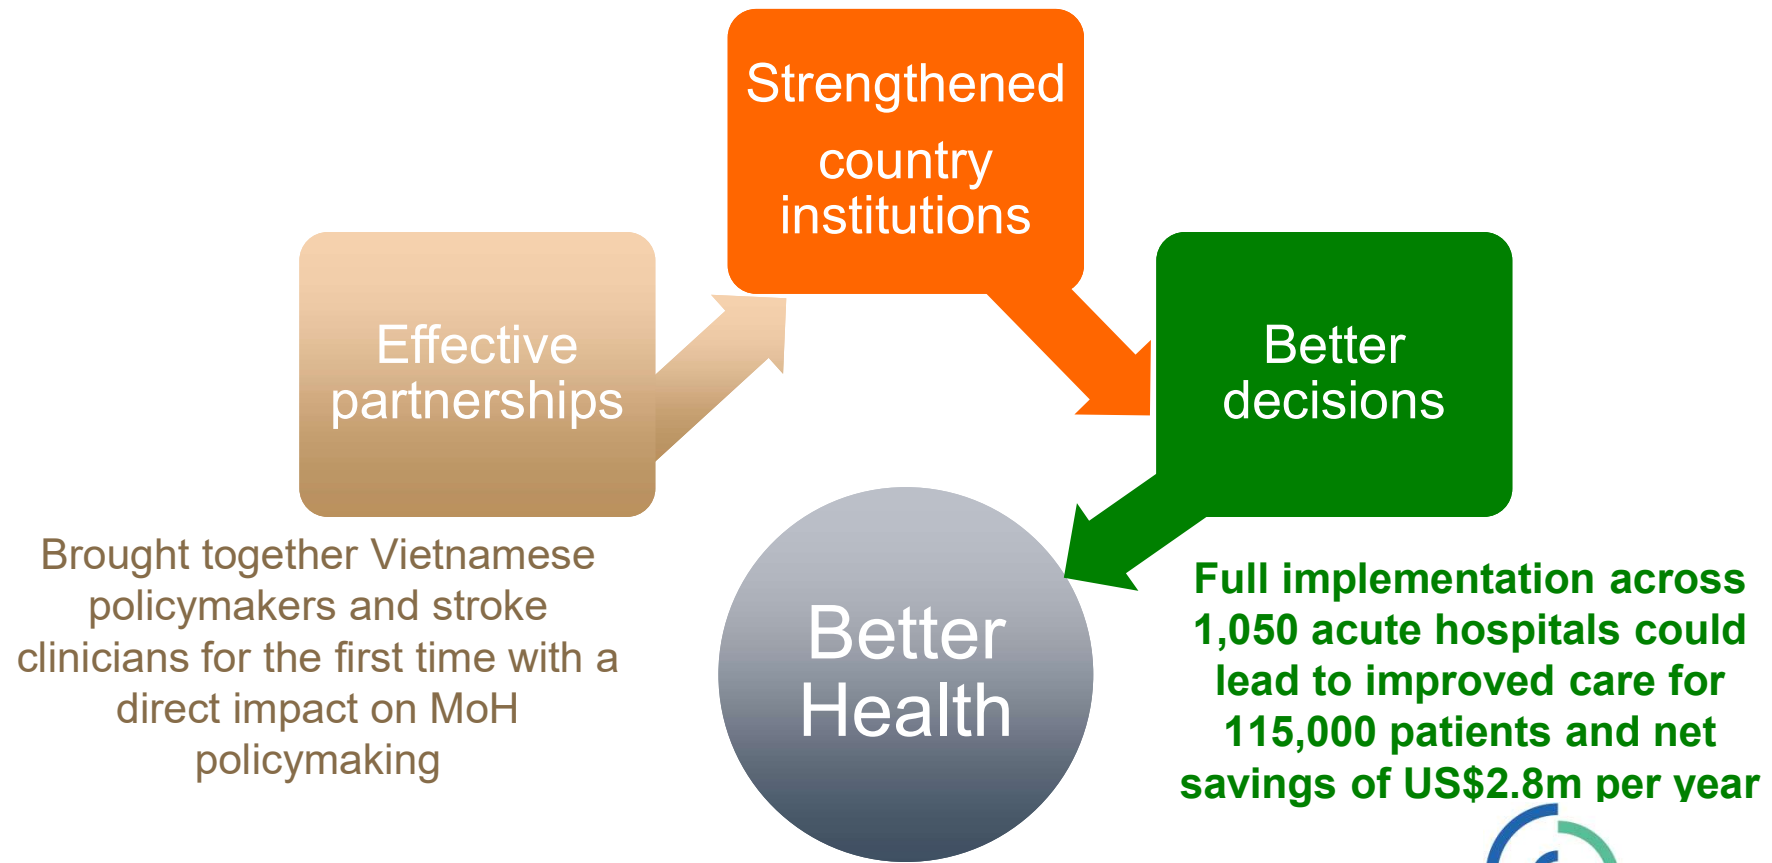 Strengthened
country
institutions
Effective
partnerships
Better
decisions
Brought together Vietnamese
policymakers and stroke
clinicians for the first time with a
direct impact on MoH
policymaking
Better
Health
Full implementation across
1,050 acute hospitals could
lead to improved care for
115,000 patients and net
savings of US$2.8m per year